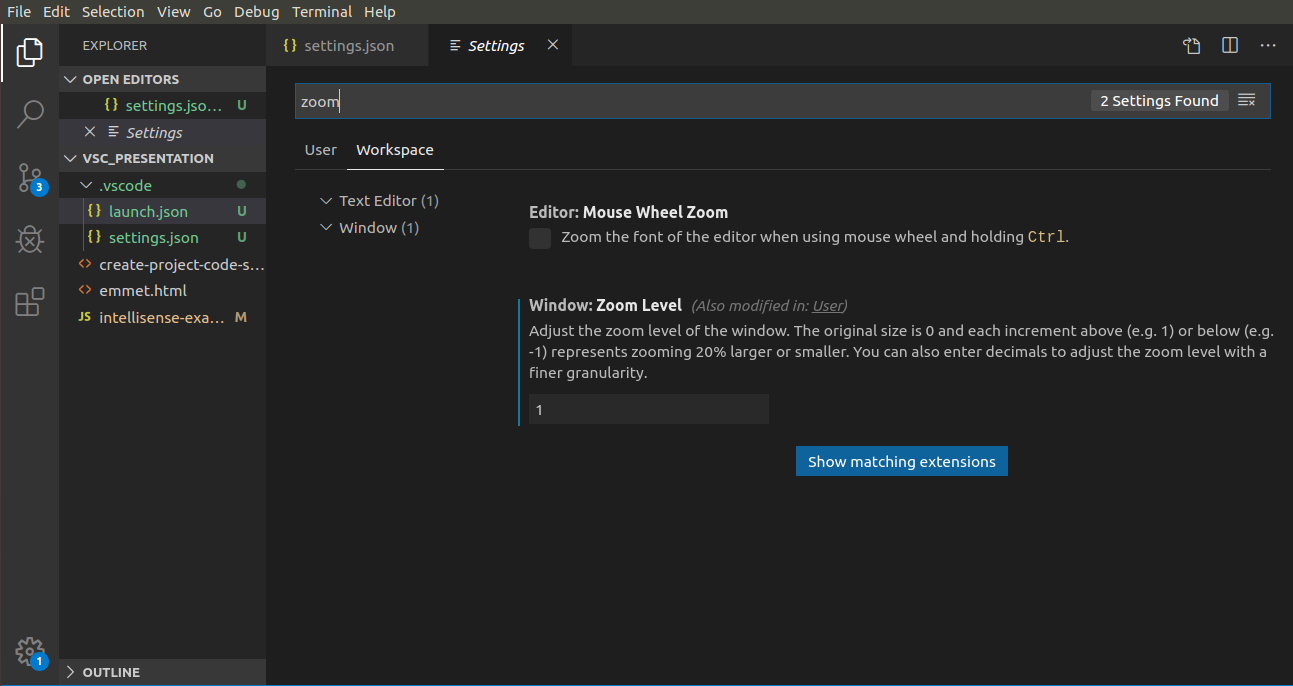 File Edit Selection View Go Debug Terminal Help
EXPLORER
OPEN EDITORS
{} settings.jso... U
Settings
VSC_PRESENTATION
.vscode
{} launch.json U
{} settings.json U
<> create-project-code-s...
<> emmet.html
JS intellisense-exa... M
OUTLINE
3
1
{} settings.json
Settings
zoom
2 Settings Found
User Workspace
Text Editor (1)
Window (1)
Editor: Mouse Wheel Zoom
Zoom the font of the editor when using mouse wheel and holding Ctrl.
Window: Zoom Level (Also modified in: User)
Adjust the zoom level of the window. The original size is 0 and each increment above (e.g. 1) or below (e.g.
-1) represents zooming 20% larger or smaller. You can also enter decimals to adjust the zoom level with a
finer granularity.
1
Show matching extensions